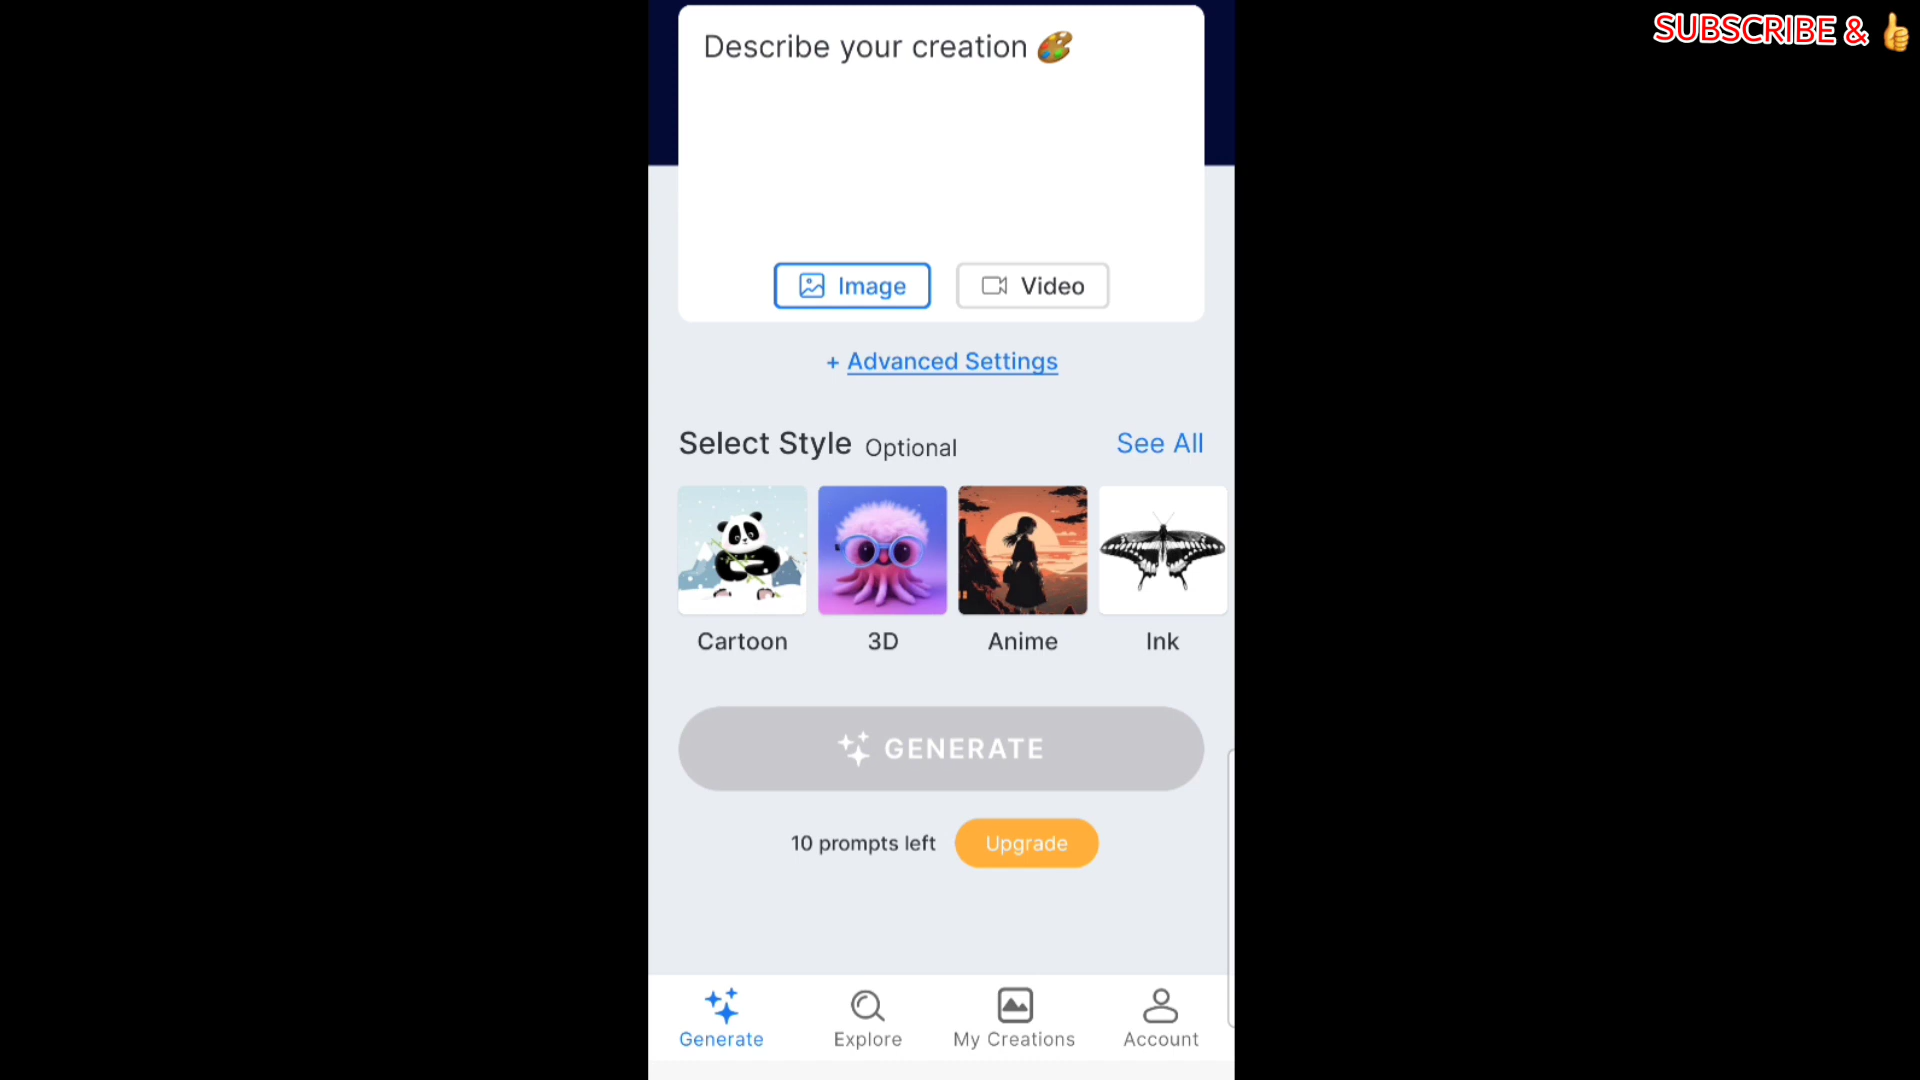 SUBSCRIBE & 👍
Describe your creation 🎨
Image Video
+ Advanced Settings
Select Style Optional See All
Cartoon 3D Anime Ink
GENERATE
10 prompts left Upgrade
Generate Explore My Creations Account